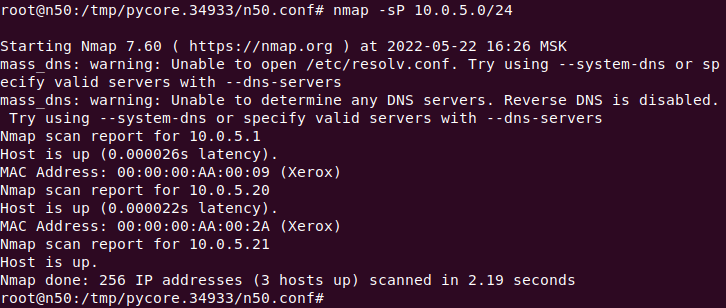 root@n50:/tmp/pycore.34933/n50.conf# nmap -sP 10.0.5.0/24

Starting Nmap 7.60 ( https://nmap.org ) at 2022-05-22 16:26 MSK
mass_dns: warning: Unable to open /etc/resolv.conf. Try using --system-dns or sp
ecify valid servers with --dns-servers
mass_dns: warning: Unable to determine any DNS servers. Reverse DNS is disabled.
 Try using --system-dns or specify valid servers with --dns-servers
Nmap scan report for 10.0.5.1
Host is up (0.000026s latency).
MAC Address: 00:00:00:AA:00:09 (Xerox)
Nmap scan report for 10.0.5.20
Host is up (0.000022s latency).
MAC Address: 00:00:00:AA:00:2A (Xerox)
Nmap scan report for 10.0.5.21
Host is up.
Nmap done: 256 IP addresses (3 hosts up) scanned in 2.19 seconds
root@n50:/tmp/pycore.34933/n50.conf#